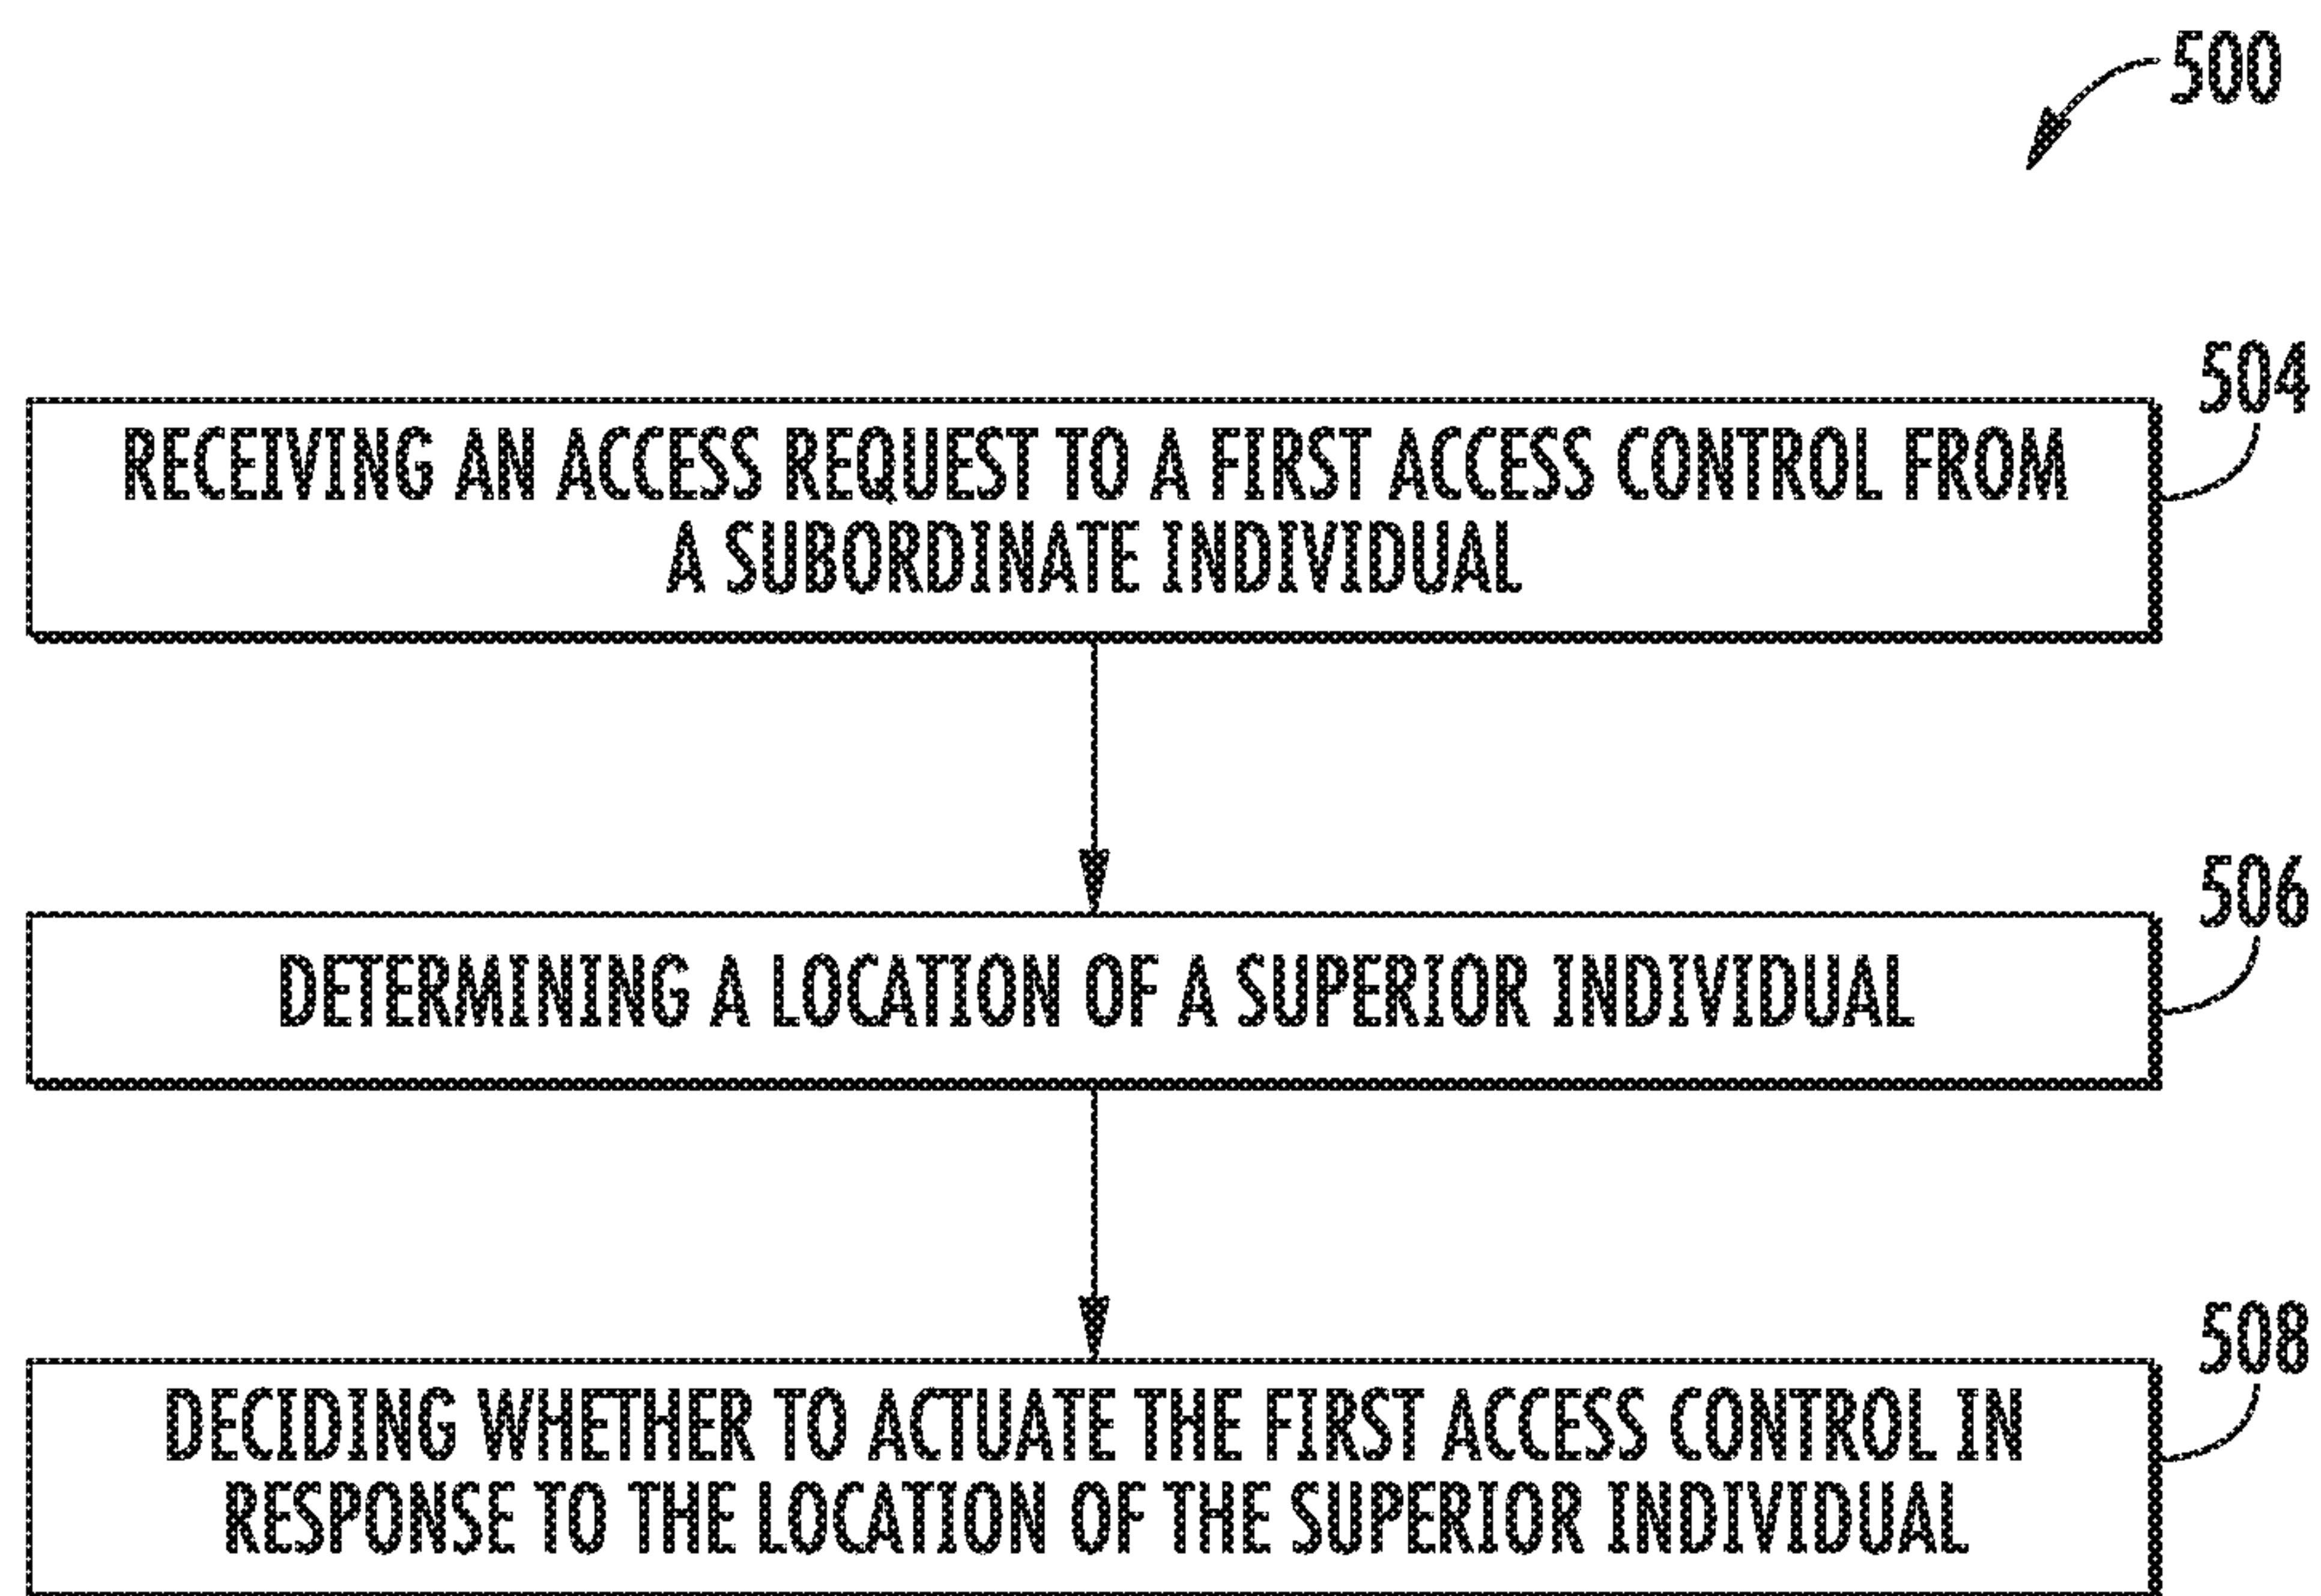 500
504
RECEIVING AN ACCESS REQUEST TO A FIRST ACCESS CONTROL FROM
A SUBORDINATE INDIVIDUAL
506
DETERMINING A LOCATION OF A SUPERIOR INDIVIDUAL
508
DECIDING WHETHER TO ACTUATE THE FIRST ACCESS CONTROL IN
RESPONSE TO THE LOCATION OF THE SUPERIOR INDIVIDUAL